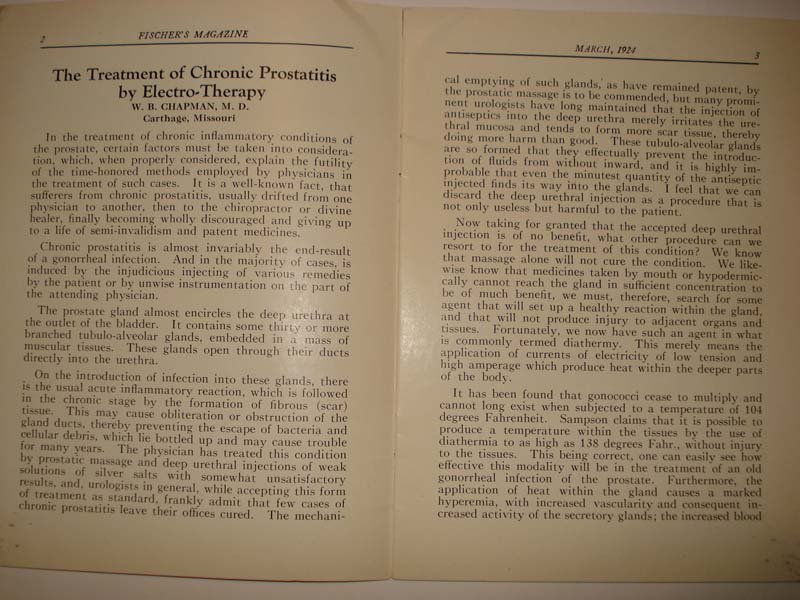 2
FISCHER'S MAGAZINE
The Treatment of Chronic Prostatitis
by Electro-Therapy
W. B. CHAPMAN, M. D.
Carthage, Missouri
In the treatment of chronic inflammatory conditions of
the prostate, certain factors must be taken into considera-
tion, which, when properly considered, explain the futility
of the time-honored methods employed by physicians in
the treatment of such cases. It is a well-known fact, that
sufferers from chronic prostatitis, usually drifted from one
physician to another, then to the chiropractor or divine
healer, finally becoming wholly discouraged and giving up
to a life of semi-invalidism and patent medicines.
Chronic prostatitis is almost invariably the end-result
of a gonorrheal infection. And in the majority of cases, is
induced by the injudicious injecting of various remedies
by the patient or by unwise instrumentation on the part of
the attending physician.
The prostate gland almost encircles the deep urethra at
the outlet of the bladder. It contains some thirty or more
branched tubulo-alveolar glands, embedded in a mass of
muscular tissues. These glands open through their ducts
directly into the urethra.
On the introduction of infection into these glands, there
is the usual acute inflammatory reaction, which is followed
in the chronic stage by the formation of fibrous (scar)
tissue. This may cause obliteration or obstruction of the
gland ducts, thereby preventing the escape of bacteria and
cellular debris, which lie bottled up and may cause trouble
for many years. The physician has treated this condition
by prostatic massage and deep urethral injections of weak
solutions of silver salts with somewhat unsatisfactory
results, and, urologists in general, while accepting this form
of treatment as standard, frankly admit that few cases of
chronic prostatitis leave their offices cured. The mechani-
MARCH, 1924
3
cal emptying of such glands, as have remained patent, by
the prostatic massage is to be commended, but many promi-
nent urologists have long maintained that the injection of
antiseptics into the deep urethra merely irritates the ure-
thral mucosa and tends to form more scar tissue, thereby
doing more harm than good. These tubulo-alveolar glands
are so formed that they effectually prevent the introduc-
tion of fluids from without inward, and it is highly im-
probable that even the minutest quantity of the antiseptic
injected finds its way into the glands. I feel that we can
discard the deep urethral injection as a procedure that is
not only useless but harmful to the patient.
Now taking for granted that the accepted deep urethral
injection is of no benefit, what other procedure can we
resort to for the treatment of this condition? We know
that massage alone will not cure the condition. We like-
wise know that medicines taken by mouth or hypodermic-
cally cannot reach the gland in sufficient concentration to
be of much benefit, we must, therefore, search for some
agent that will set up a healthy reaction within the gland,
and that will not produce injury to adjacent organs and
tissues. Fortunately, we now have such an agent in what
is commonly termed diathermy. This merely means the
application of currents of electricity of low tension and
high amperage which produce heat within the deeper parts
of the body.
It has been found that gonococci cease to multiply and
cannot long exist when subjected to a temperature of 104
degrees Fahrenheit. Sampson claims that it is possible to
produce a temperature within the tissues by the use of
diathermia to as high as 138 degrees Fahr., without injury
to the tissues. This being correct, one can easily see how
effective this modality will be in the treatment of an old
gonorrheal infection of the prostate. Furthermore, the
application of heat within the gland causes a marked
hyperemia, with increased vascularity and consequent in-
creased activity of the secretory glands; the increased blood